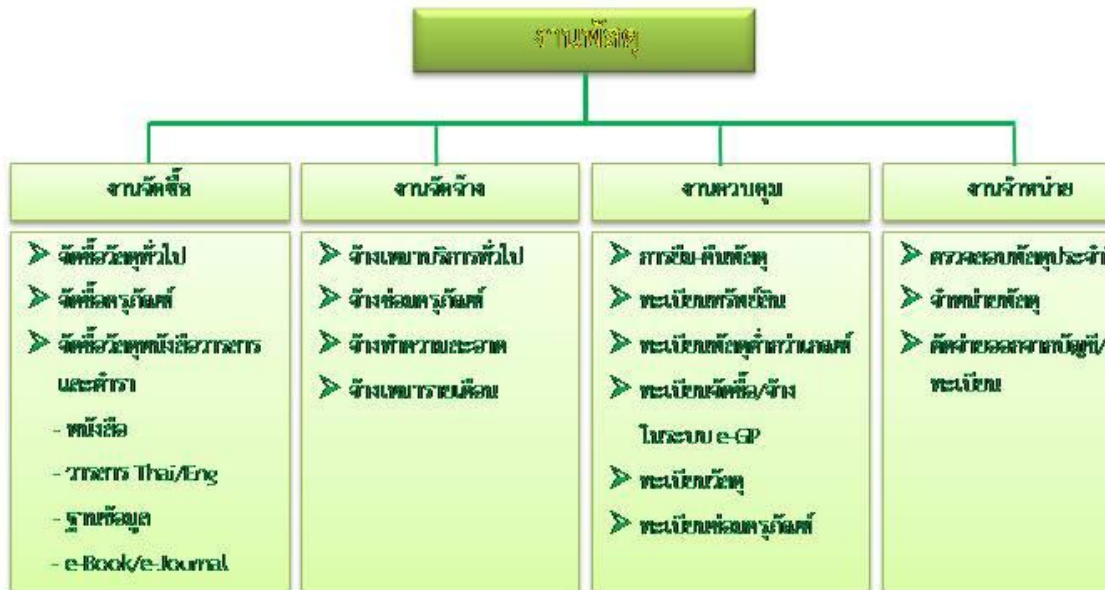 งานพัสดุ
งานจัดซื้อ
จัดซื้อวัสดุทั่วไป
จัดซื้อครุภัณฑ์
จัดซื้อวัสดุหนังสือวารสาร
และตำรา
- หนังสือ
- วารสาร Thai/Eng
- ฐานข้อมูล
- e-Book/e-Journal
งานจัดจ้าง
จ้างเหมาบริการทั่วไป
จ้างซ่อมครุภัณฑ์
จ้างทำความสะอาด
จ้างเหมารายเดือน
งานควบคุม
การยืม-คืนพัสดุ
ทะเบียนทรัพย์สิน
ทะเบียนพัสดุต่ำกว่าเกณฑ์
ทะเบียนจัดซื้อ/จ้าง
ในระบบ e-GP
ทะเบียนวัสดุ
ทะเบียนซ่อมครุภัณฑ์
งานจำหน่าย
ตรวจสอบพัสดุประจำ
จำหน่ายพัสดุ
ตัดจ่ายออกจากบัญชี/
ทะเบียน